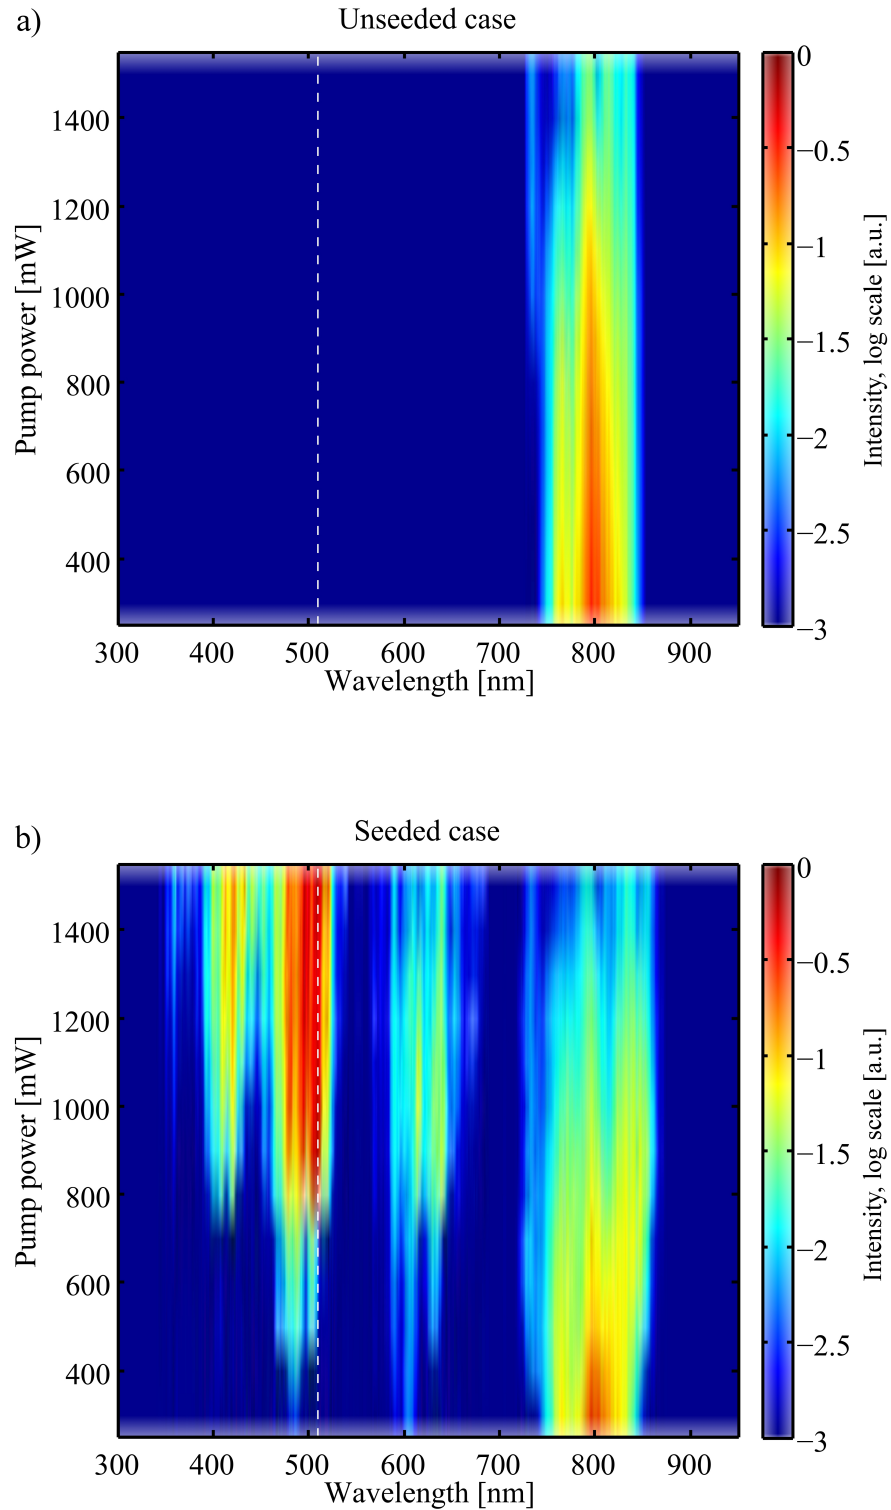 a)
Unseeded case
Pump power [mW]
1400
1200
1000
800
600
400
300 400 500 600 700 800 900
Wavelength [nm]
0
−0.5
−1
−1.5
−2
−2.5
−3
Intensity, log scale [a.u.]
b)
Seeded case
Pump power [mW]
1400
1200
1000
800
600
400
300 400 500 600 700 800 900
Wavelength [nm]
0
−0.5
−1
−1.5
−2
−2.5
−3
Intensity, log scale [a.u.]